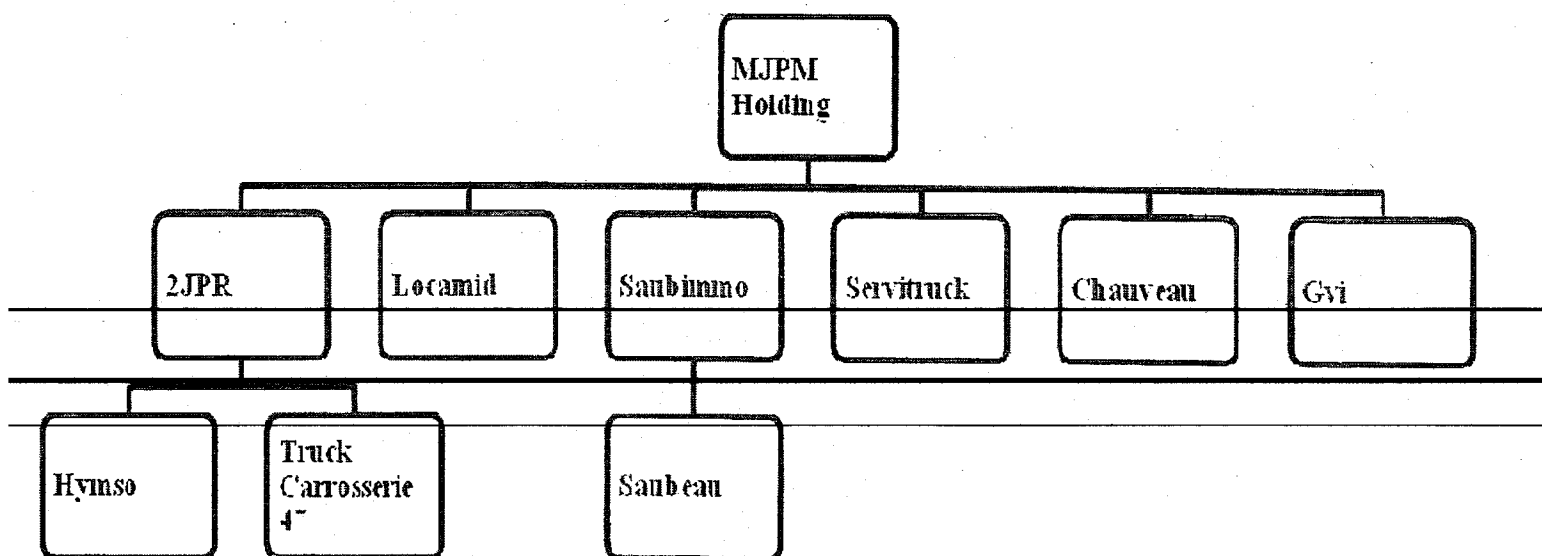 MJPM
Holding
2JPR
Locamid
Saubimmo
Servitruck
Chauveau
Gvi
Hymso
Truck
Carrosserie
Saubeau